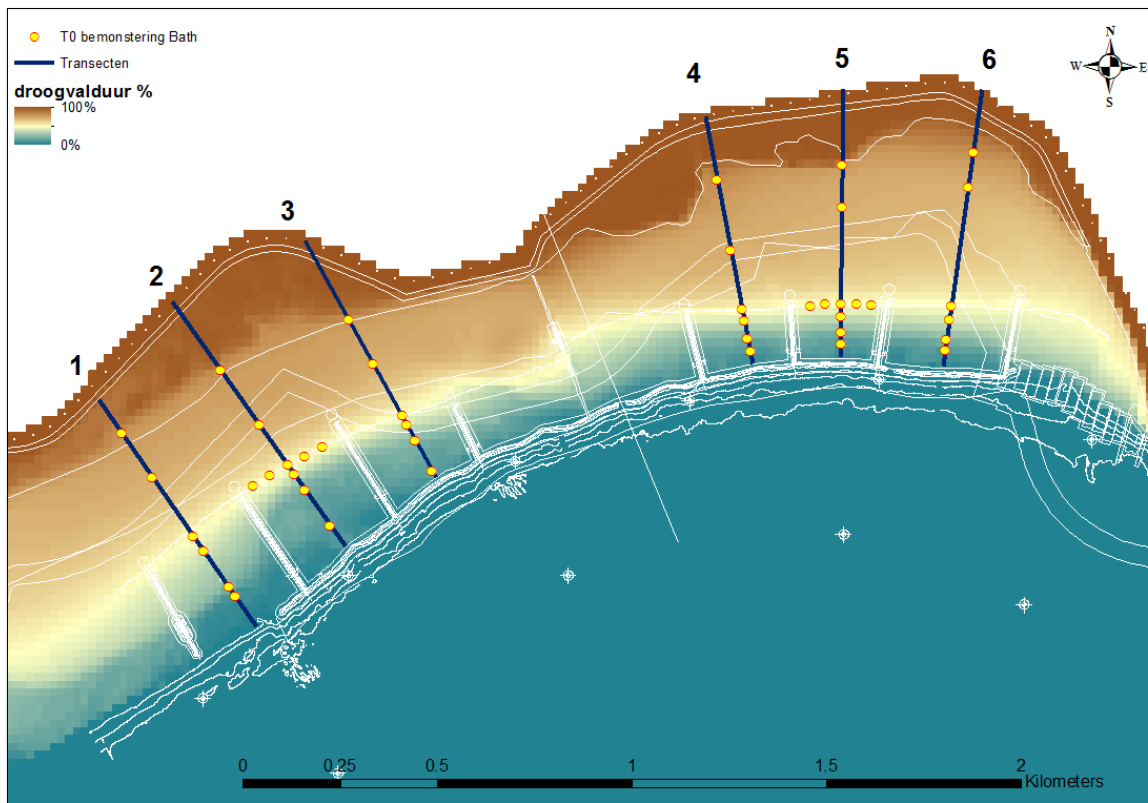 T0 bemonstering Bath
Transecten
droogvalduur %
100%
0%
1
2
3
4
5
6
N
W E
S
0 0.25 0.5 1 1.5 2
Kilometers